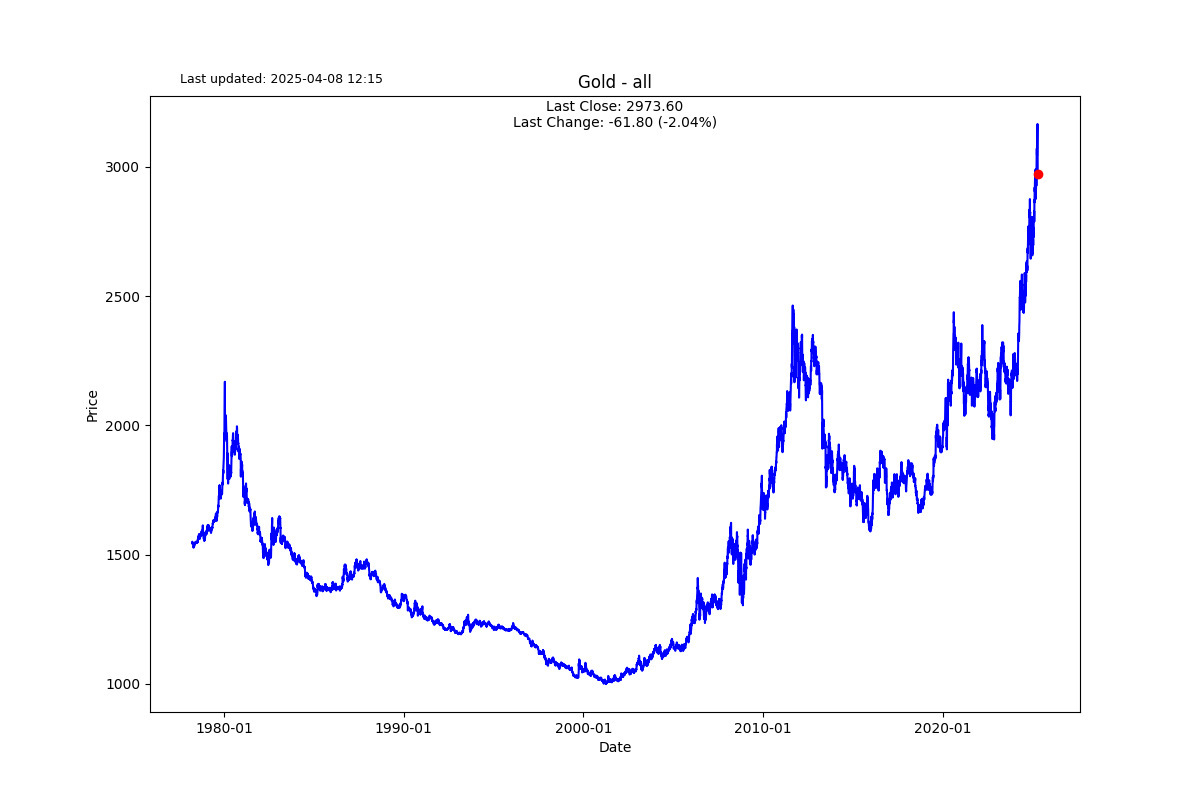 Last updated: 2025-04-08 12:15
Gold - all
Last Close: 2973.60
Last Change: -61.80 (-2.04%)
3000
2500
2000
1500
1000
Price
1980-01
1990-01
2000-01
2010-01
2020-01
Date